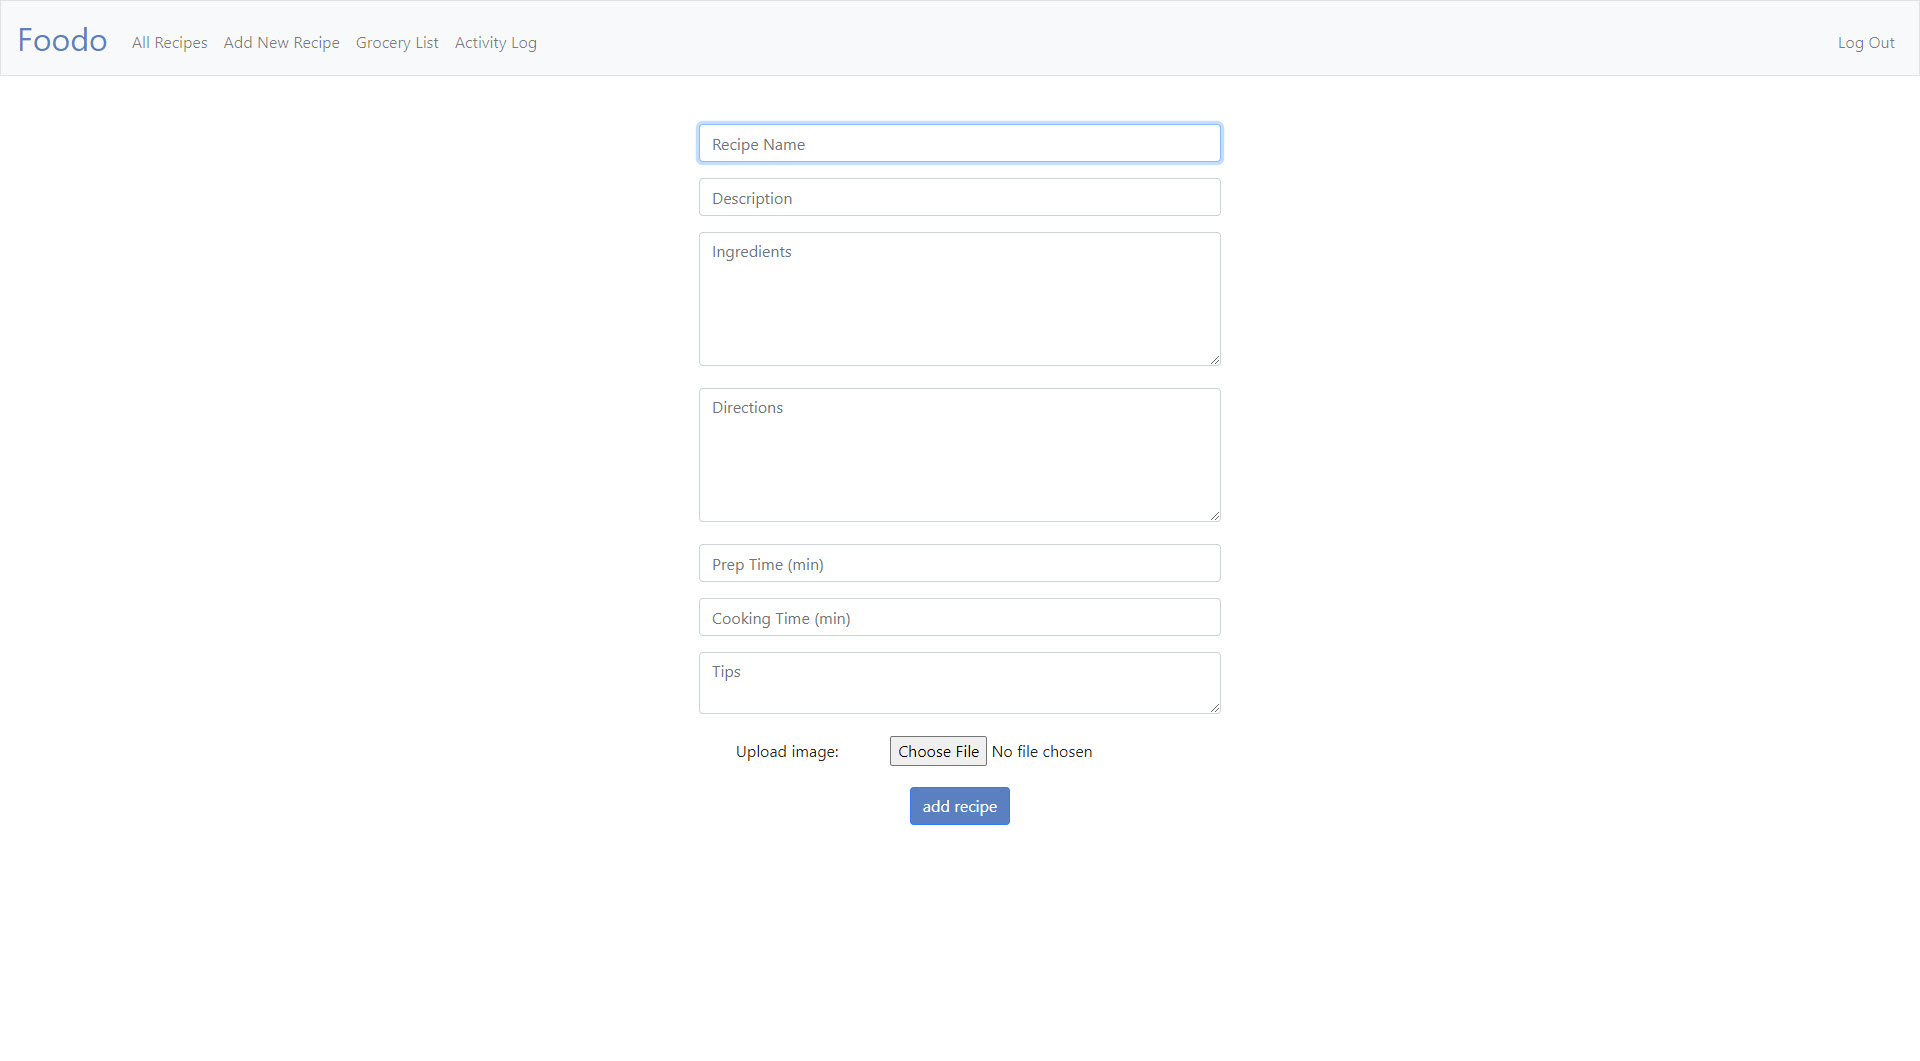 Foodo All Recipes Add New Recipe Grocery List Activity Log Log Out
Recipe Name
Description
Ingredients
Directions
Prep Time (min)
Cooking Time (min)
Tips
Upload image: Choose File No file chosen
add recipe